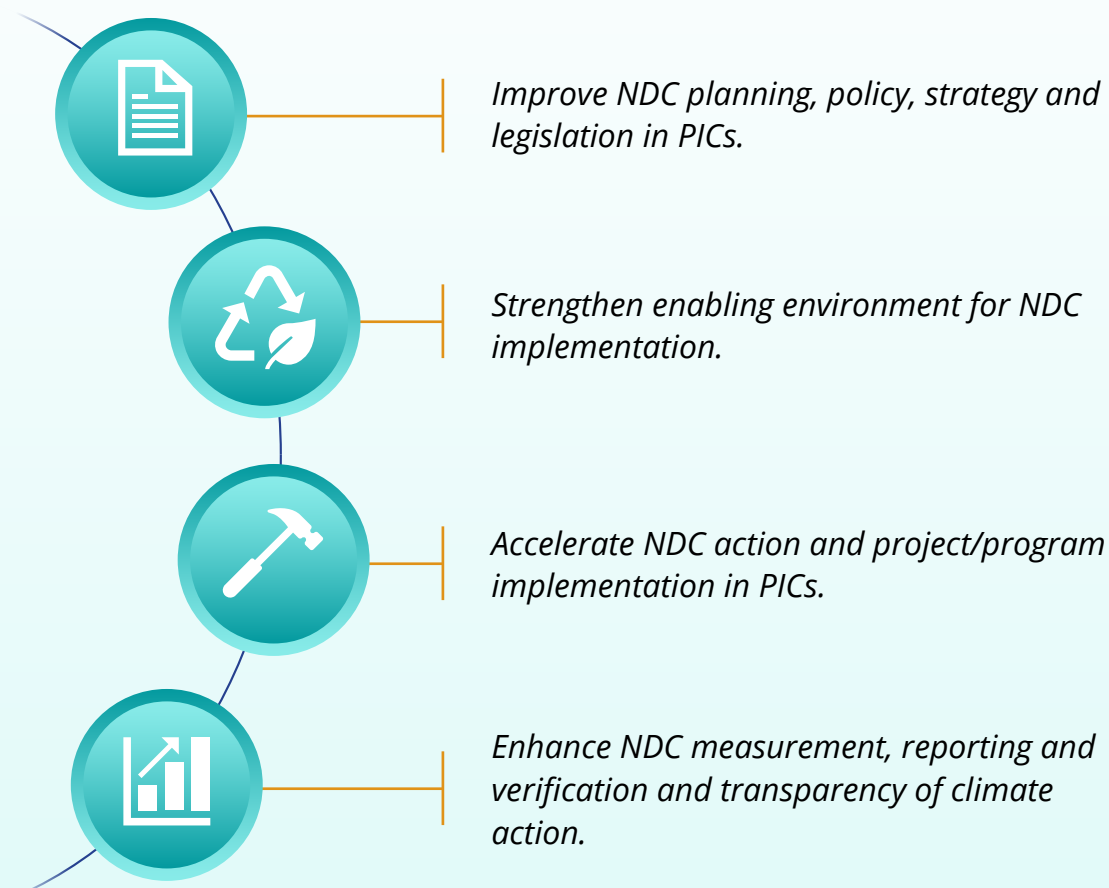 Improve NDC planning, policy, strategy and
legislation in PICs.
Strengthen enabling environment for NDC
implementation.
Accelerate NDC action and project/program
implementation in PICs.
Enhance NDC measurement, reporting and
verification and transparency of climate
action.